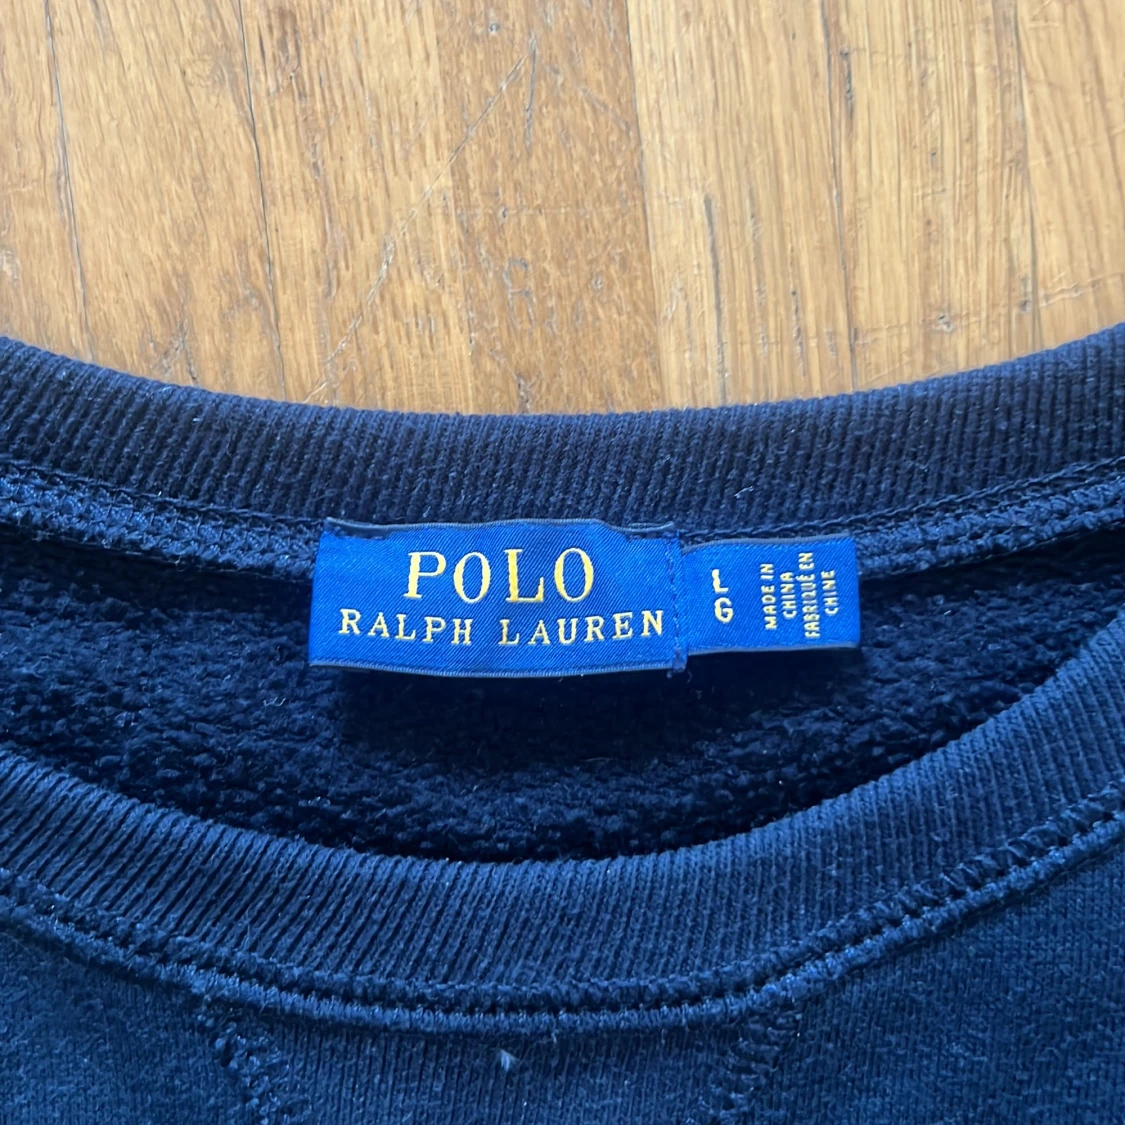 POLO
RALPH LAUREN
L
G
MADE IN
CHINA
FABRIQUÉ EN
CHINE